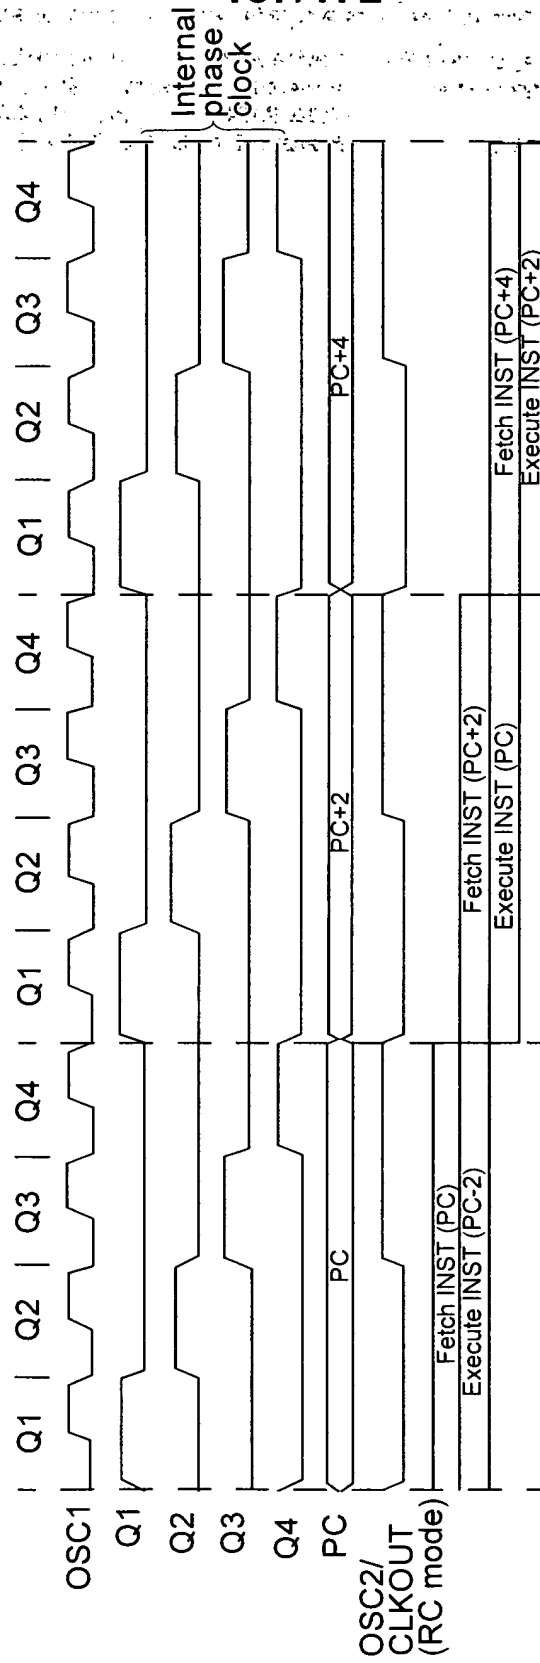 Q1 | Q2 | Q3 | Q4 | Q1 | Q2 | Q3 | Q4 | Q1 | Q2 | Q3 | Q4
OSC1
Q1
Q2
Q3
Q4
Internal
phase
clock
PC
PC
PC+2
PC+4
OSC2/
CLKOUT
(RC mode)
Fetch INST (PC)
Execute INST (PC-2)
Fetch INST (PC+2)
Execute INST (PC)
Fetch INST (PC+4)
Execute INST (PC+2)